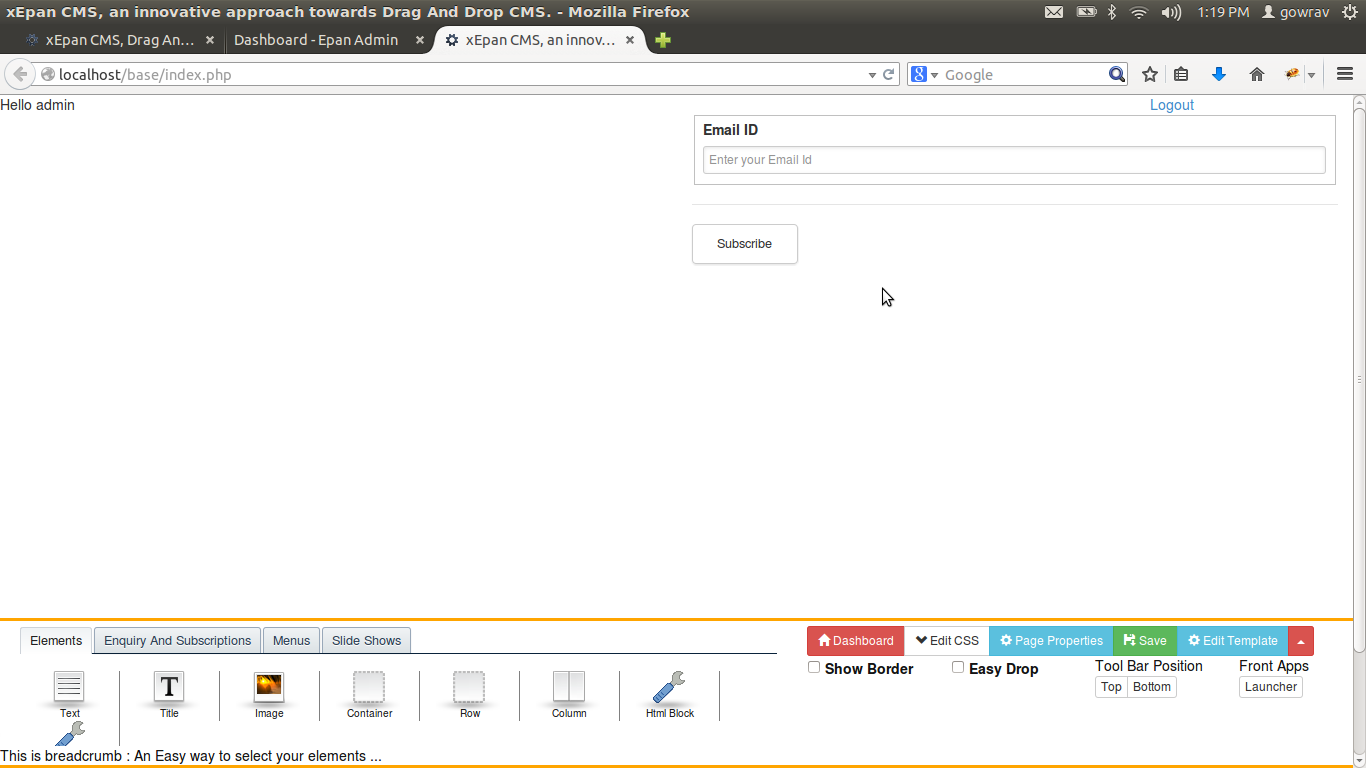 xEpan CMS, an innovative approach towards Drag And Drop CMS. - Mozilla Firefox
1:19 PM
gowrav
xEpan CMS, Drag An...
Dashboard - Epan Admin
xEpan CMS, an innov...
localhost/base/index.php
Google
Hello admin
Logout
Email ID
Enter your Email Id
Subscribe
Elements
Enquiry And Subscriptions
Menus
Slide Shows
Dashboard
Edit CSS
Page Properties
Save
Edit Template
Show Border
Easy Drop
Tool Bar Position
Front Apps
Top
Bottom
Launcher
Text
Title
Image
Container
Row
Column
Html Block
This is breadcrumb : An Easy way to select your elements ...